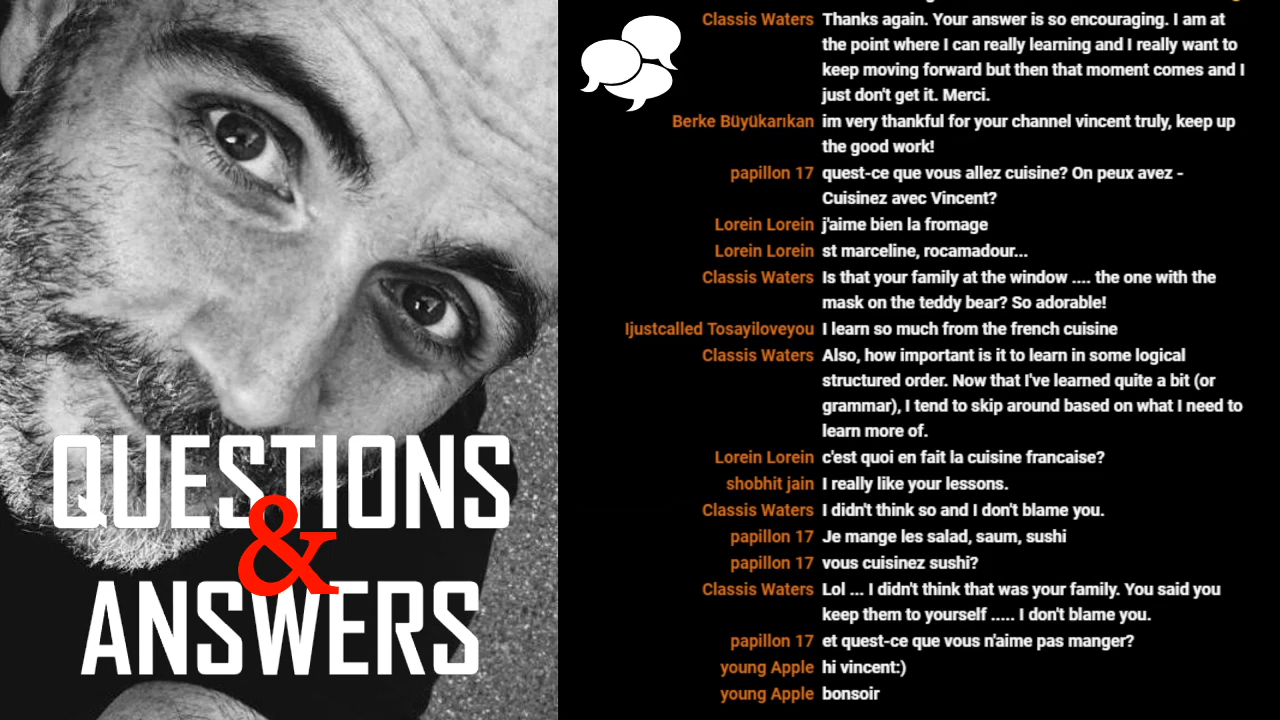 QUESTIONS
&
ANSWERS
Classis Waters Thanks again. Your answer is so encouraging. I am at
the point where I can really learning and I really want to
keep moving forward but then that moment comes and I
just don't get it. Merci.
Berke Büyükarıkan im very thankful for your channel vincent truly, keep up
the good work!
papillon 17 quest-ce que vous allez cuisine? On peux avez -
Cuisinez avec Vincent?
Lorein Lorein j'aime bien la fromage
Lorein Lorein st marceline, rocamadour...
Classis Waters Is that your family at the window .... the one with the
mask on the teddy bear? So adorable!
Ijustcalled Tosayiloveyou I learn so much from the french cuisine
Classis Waters Also, how important is it to learn in some logical
structured order. Now that I've learned quite a bit (or
grammar), I tend to skip around based on what I need to
learn more of.
Lorein Lorein c'est quoi en fait la cuisine francaise?
shobhit jain I really like your lessons.
Classis Waters I didn't think so and I don't blame you.
papillon 17 Je mange les salad, saum, sushi
papillon 17 vous cuisinez sushi?
Classis Waters Lol ... I didn't think that was your family. You said you
keep them to yourself ..... I don't blame you.
papillon 17 et quest-ce que vous n'aime pas manger?
young Apple hi vincent:)
young Apple bonsoir